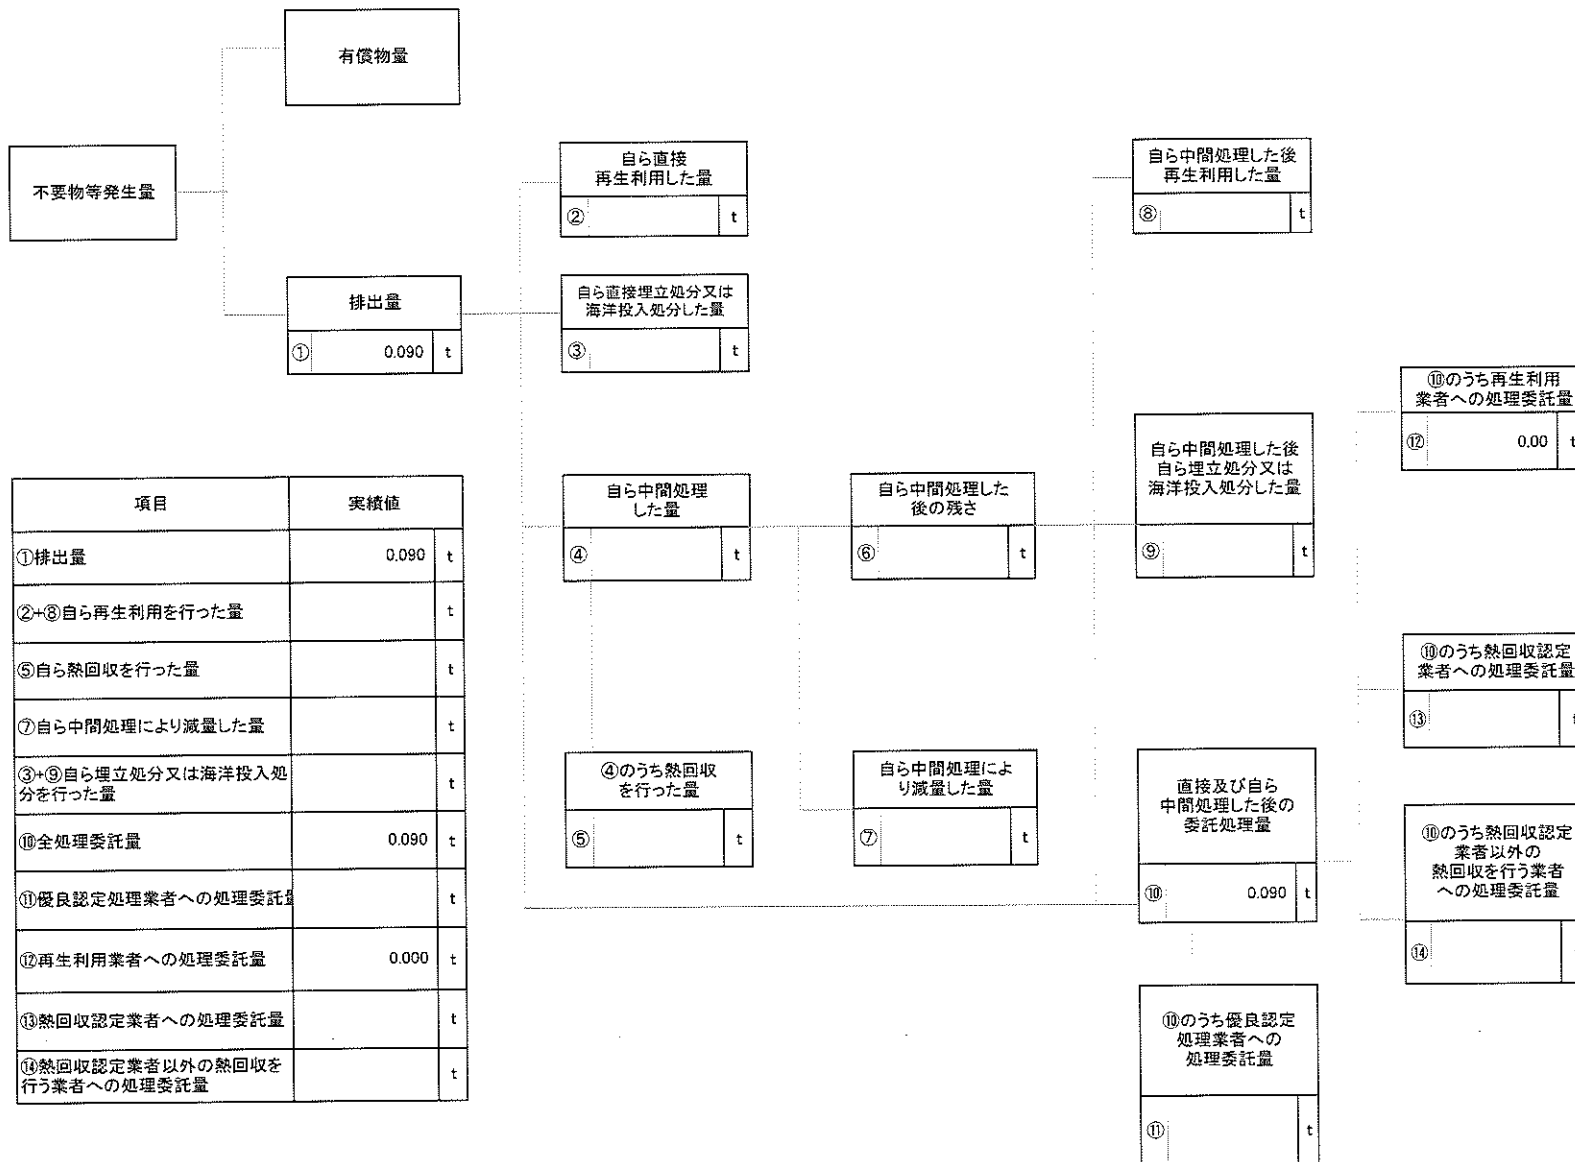 有償物量
不要物等発生量
排出量
① 0.090 t
自ら直接
再生利用した量
② t
自ら直接埋立処分又は
海洋投入処分した量
③ t
自ら中間処理
した量
④ t
④のうち熱回収
を行った量
⑤ t
自ら中間処理した
後の残さ
⑥ t
自ら中間処理によ
り減量した量
⑦ t
自ら中間処理した後
再生利用した量
⑧ t
自ら中間処理した後
自ら埋立処分又は
海洋投入処分した量
⑨ t
直接及び自ら
中間処理した後の
委託処理量
⑩ 0.090 t
⑩のうち優良認定
処理業者への
処理委託量
⑪ t
⑩のうち再生利用
業者への処理委託量
⑫ 0.00 t
⑩のうち熱回収認定
業者への処理委託量
⑬ t
⑩のうち熱回収認定
業者以外の
熱回収を行う業者
への処理委託量
⑭
項目 実績値
①排出量 0.090 t
②+⑧自ら再生利用を行った量 t
⑤自ら熱回収を行った量 t
⑦自ら中間処理により減量した量 t
③+⑨自ら埋立処分又は海洋投入処
分を行った量 t
⑩全処理委託量 0.090 t
⑪優良認定処理業者への処理委託量 t
⑫再生利用業者への処理委託量 0.000 t
⑬熱回収認定業者への処理委託量 t
⑭熱回収認定業者以外の熱回収を
行う業者への処理委託量 t